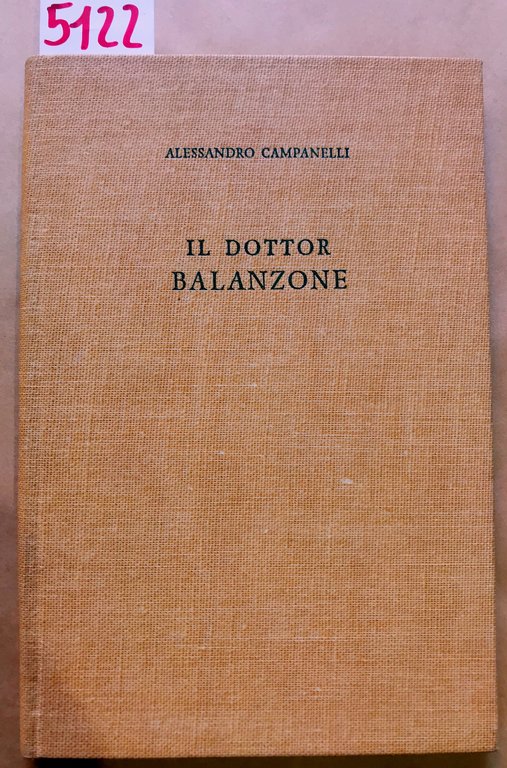 5122
ALESSANDRO CAMPANELLI
IL DOTTOR
BALANZONE